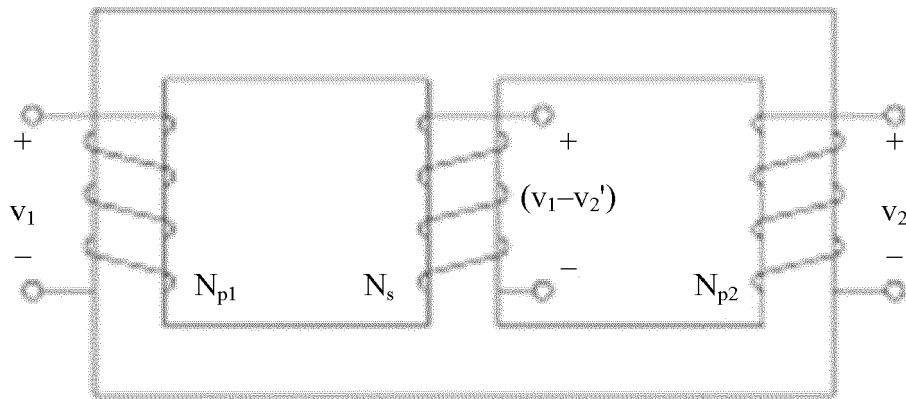 + + +
v₁ (v₁–v₂') v₂
– – –
Nₚ₁ Nₛ Nₚ₂